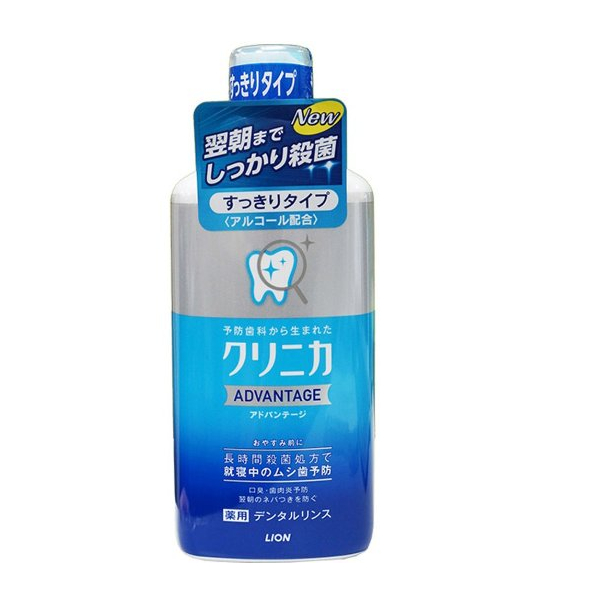 すっきりタイプ
New
翌朝まで
しっかり殺菌
すっきりタイプ
〈アルコール配合〉
予防歯科から生まれた
クリニカ
ADVANTAGE
アドバンテージ
おやすみ前に
長時間殺菌処方で
就寝中のムシ歯予防
口臭・歯肉炎予防
翌朝のネバつきを防ぐ
薬用 デンタルリンス
LION